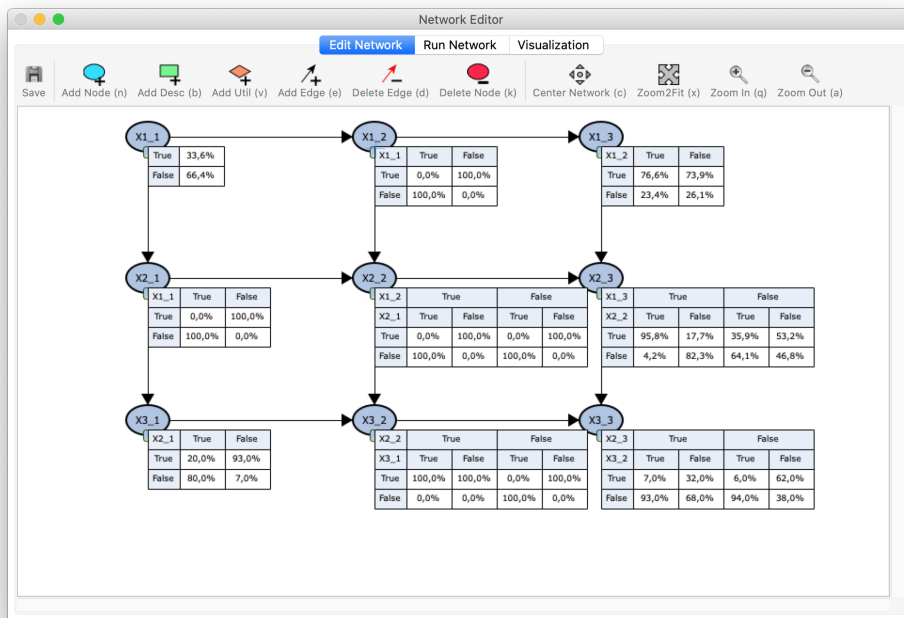 Network Editor
Edit Network Run Network Visualization
Save Add Node (n) Add Desc (b) Add Util (v) Add Edge (e) Delete Edge (d) Delete Node (k) Center Network (c) Zoom2Fit (x) Zoom In (q) Zoom Out (a)
X1_1 X1_2 X1_3
True 33,6%
False 66,4%
X1_1 True False
True 0,0% 100,0%
False 100,0% 0,0%
X1_2 True False
True 76,6% 73,9%
False 23,4% 26,1%
X2_1 X2_2 X2_3
X1_1 True False
True 0,0% 100,0%
False 100,0% 0,0%
X1_2 True False
X2_1 True False True False
True 0,0% 100,0% 0,0% 100,0%
False 100,0% 0,0% 100,0% 0,0%
X1_3 True False
X2_2 True False True False
True 95,8% 17,7% 35,9% 53,2%
False 4,2% 82,3% 64,1% 46,8%
X3_1 X3_2 X3_3
X2_1 True False
True 20,0% 93,0%
False 80,0% 7,0%
X2_2 True False
X3_1 True False True False
True 100,0% 100,0% 0,0% 100,0%
False 0,0% 0,0% 100,0% 0,0%
X2_3 True False
X3_2 True False True False
True 7,0% 32,0% 6,0% 62,0%
False 93,0% 68,0% 94,0% 38,0%